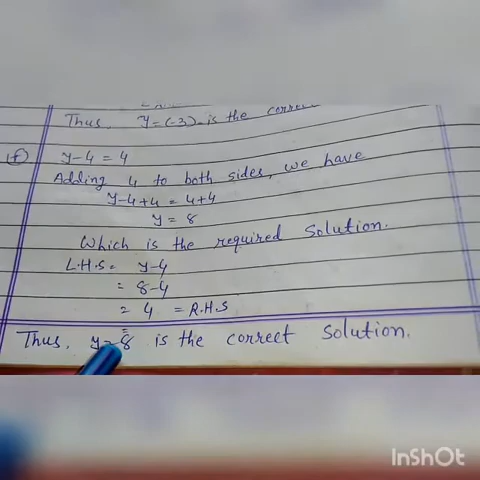 Thus, y=(-3) is the correct
(f) y-4 = 4
Adding 4 to both sides, we have
y-4+4 = 4+4
y = 8
Which is the required solution.
L.H.S = y-4
= 8-4
= 4 = R.H.S
Thus, y=8 is the correct solution.
InShOt